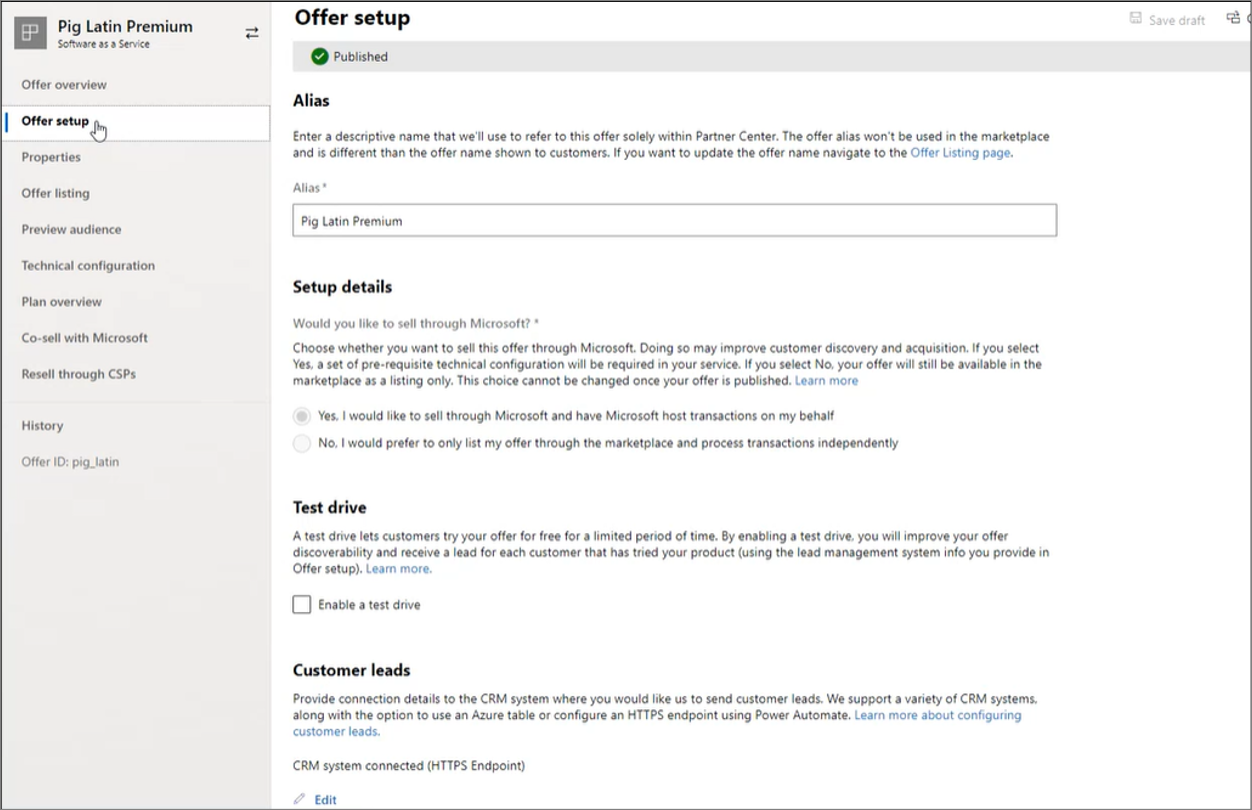 Pig Latin Premium
Software as a Service
Offer overview
Offer setup
Properties
Offer listing
Preview audience
Technical configuration
Plan overview
Co-sell with Microsoft
Resell through CSPs
History
Offer ID: pig_latin
Offer setup
Save draft
Published
Alias
Enter a descriptive name that we'll use to refer to this offer solely within Partner Center. The offer alias won't be used in the marketplace
and is different than the offer name shown to customers. If you want to update the offer name navigate to the Offer Listing page.
Alias *
Pig Latin Premium
Setup details
Would you like to sell through Microsoft? *
Choose whether you want to sell this offer through Microsoft. Doing so may improve customer discovery and acquisition. If you select
Yes, a set of pre-requisite technical configuration will be required in your service. If you select No, your offer will still be available in the
marketplace as a listing only. This choice cannot be changed once your offer is published. Learn more
Yes, I would like to sell through Microsoft and have Microsoft host transactions on my behalf
No, I would prefer to only list my offer through the marketplace and process transactions independently
Test drive
A test drive lets customers try your offer for free for a limited period of time. By enabling a test drive, you will improve your offer
discoverability and receive a lead for each customer that has tried your product (using the lead management system info you provide in
Offer setup). Learn more.
Enable a test drive
Customer leads
Provide connection details to the CRM system where you would like us to send customer leads. We support a variety of CRM systems,
along with the option to use an Azure table or configure an HTTPS endpoint using Power Automate. Learn more about configuring
customer leads.
CRM system connected (HTTPS Endpoint)
Edit